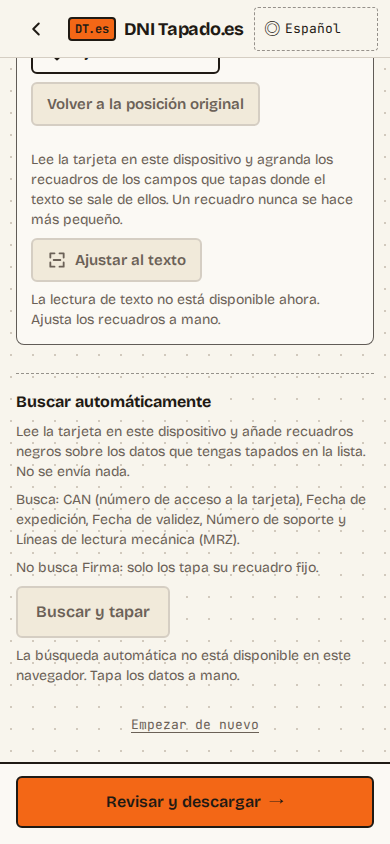 DT.es DNI Tapado.es Español
Volver a la posición original
Lee la tarjeta en este dispositivo y agranda los
recuadros de los campos que tapas donde el
texto se sale de ellos. Un recuadro nunca se hace
más pequeño.
Ajustar al texto
La lectura de texto no está disponible ahora.
Ajusta los recuadros a mano.
Buscar automáticamente
Lee la tarjeta en este dispositivo y añade recuadros
negros sobre los datos que tengas tapados en la lista.
No se envía nada.
Busca: CAN (número de acceso a la tarjeta), Fecha de
expedición, Fecha de validez, Número de soporte y
Líneas de lectura mecánica (MRZ).
No busca Firma: solo los tapa su recuadro fijo.
Buscar y tapar
La búsqueda automática no está disponible en este
navegador. Tapa los datos a mano.
Empezar de nuevo
Revisar y descargar →